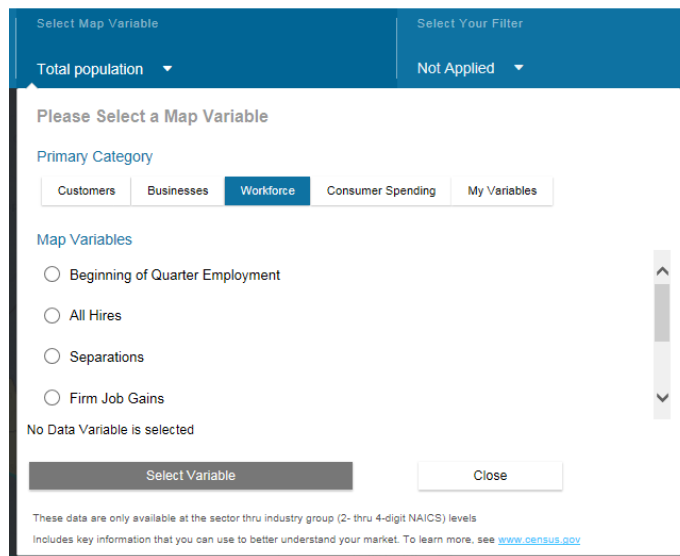 Select Map Variable
Select Your Filter
Total population
Not Applied
Please Select a Map Variable
Primary Category
Customers Businesses Workforce Consumer Spending My Variables
Map Variables
Beginning of Quarter Employment
All Hires
Separations
Firm Job Gains
No Data Variable is selected
Select Variable Close
These data are only available at the sector thru industry group (2- thru 4-digit NAICS) levels
Includes key information that you can use to better understand your market. To learn more, see www.census.gov